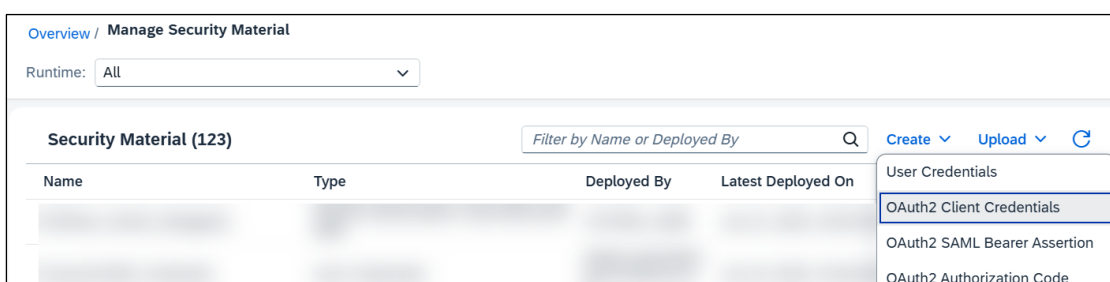 Overview / Manage Security Material
Runtime: All
Security Material (123) Filter by Name or Deployed By Create Upload
Name Type Deployed By Latest Deployed On
User Credentials
OAuth2 Client Credentials
OAuth2 SAML Bearer Assertion
OAuth2 Authorization Code